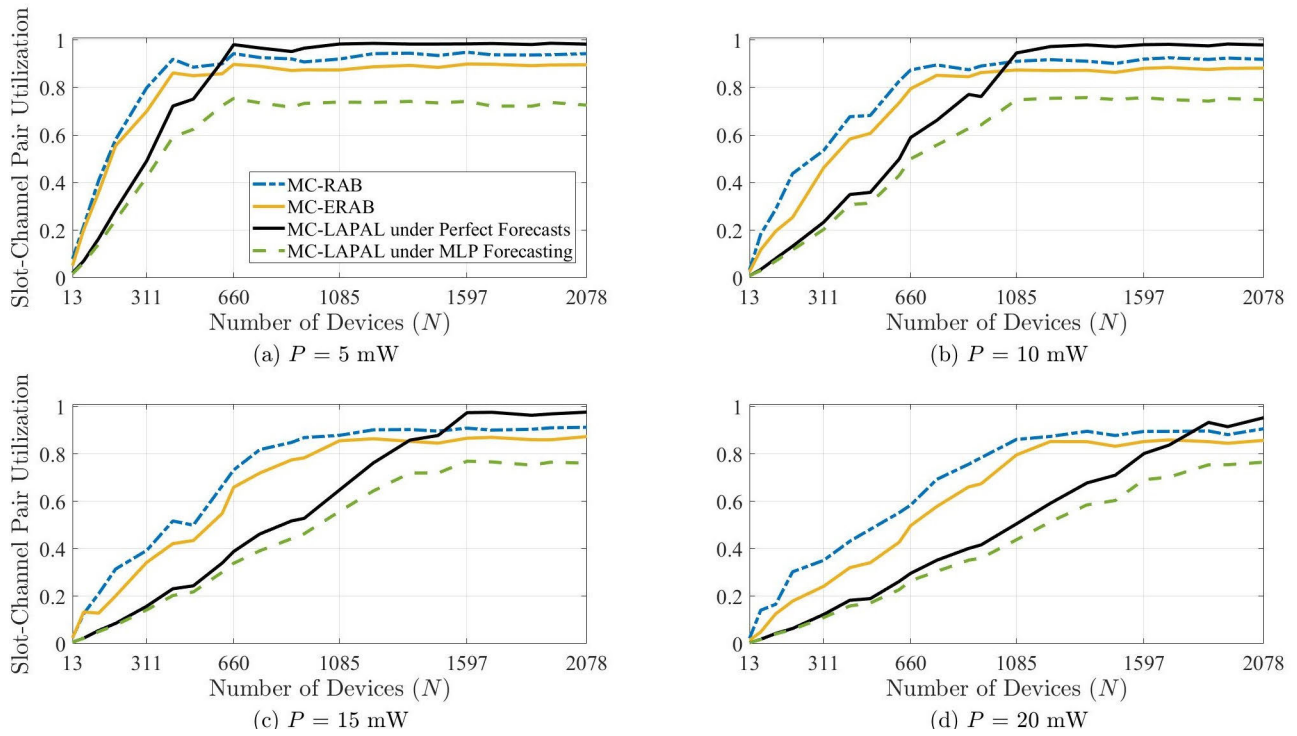 Slot-Channel Pair Utilization
1
0.8
0.6
0.4
0.2
0
MC-RAB
MC-ERAB
MC-LAPAL under Perfect Forecasts
MC-LAPAL under MLP Forecasting
13 311 660 1085 1597 2078
Number of Devices (N)
(a) P = 5 mW
1
0.8
0.6
0.4
0.2
0
13 311 660 1085 1597 2078
Number of Devices (N)
(b) P = 10 mW
Slot-Channel Pair Utilization
1
0.8
0.6
0.4
0.2
0
13 311 660 1085 1597 2078
Number of Devices (N)
(c) P = 15 mW
1
0.8
0.6
0.4
0.2
0
13 311 660 1085 1597 2078
Number of Devices (N)
(d) P = 20 mW